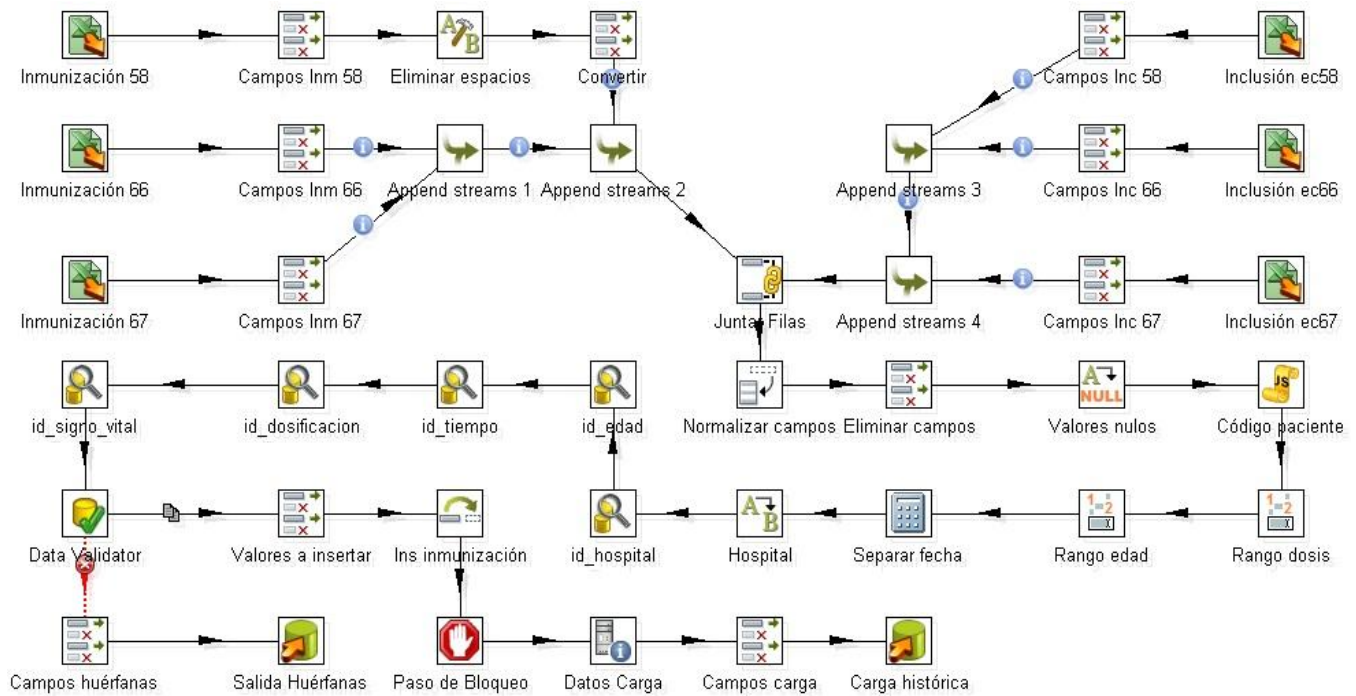 Inmunización 58
Campos Inm 58
Eliminar espacios
Convertir
Campos Inc 58
Inclusión ec58
Inmunización 66
Campos Inm 66
Append streams 1
Append streams 2
Append streams 3
Campos Inc 66
Inclusión ec66
Inmunización 67
Campos Inm 67
Juntar Filas
Append streams 4
Campos Inc 67
Inclusión ec67
id_signo_vital
id_dosificacion
id_tiempo
id_edad
Normalizar campos
Eliminar campos
NULL
Valores nulos
JS
Código paciente
Data Validator
Valores a insertar
Ins inmunización
id_hospital
Hospital
Separar fecha
Rango edad
Rango dosis
Campos huérfanas
Salida Huérfanas
Paso de Bloqueo
Datos Carga
Campos carga
Carga histórica